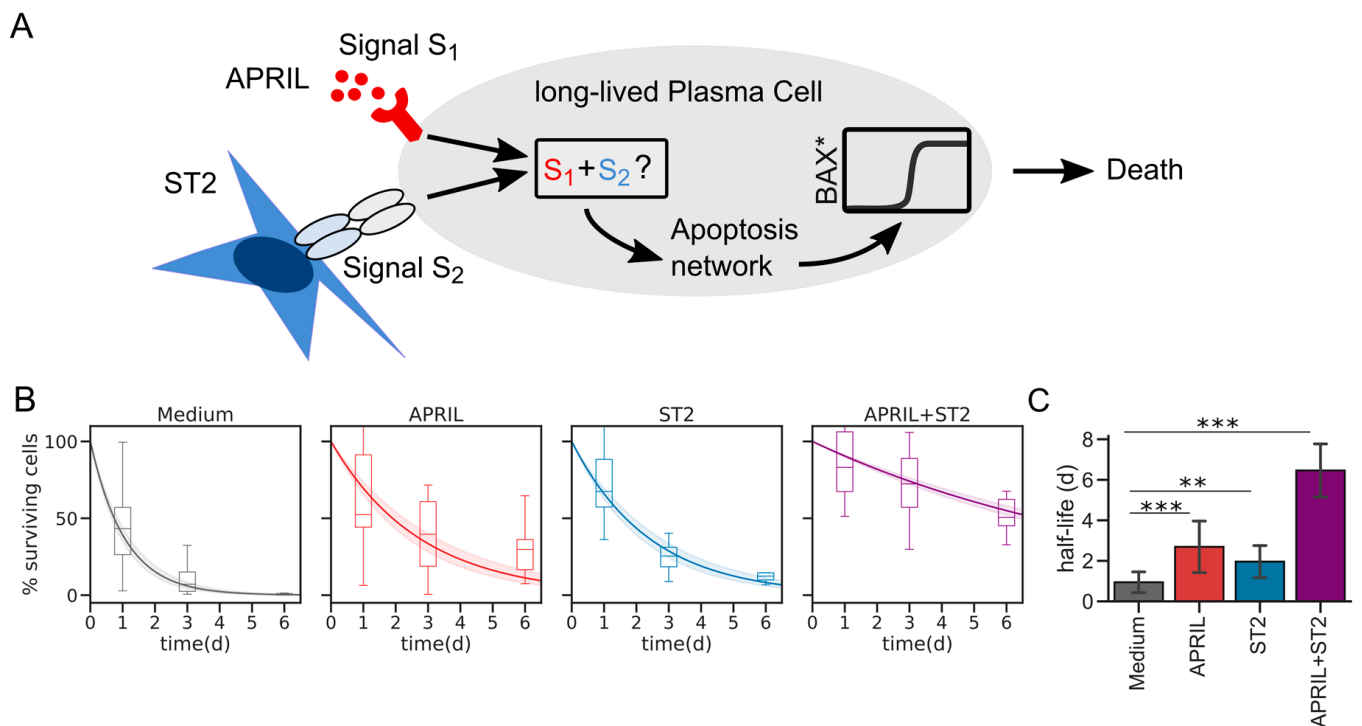 A
Signal S1
APRIL
long-lived Plasma Cell
ST2
S1+S2?
BAX*
Death
Apoptosis
network
Signal S2
B
Medium
APRIL
ST2
APRIL+ST2
% surviving cells
100
50
0
0 1 2 3 4 5 6
time(d)
0 1 2 3 4 5 6
time(d)
0 1 2 3 4 5 6
time(d)
0 1 2 3 4 5 6
time(d)
C
half-life (d)
8
6
4
2
0
***
**
***
Medium
APRIL
ST2
APRIL+ST2